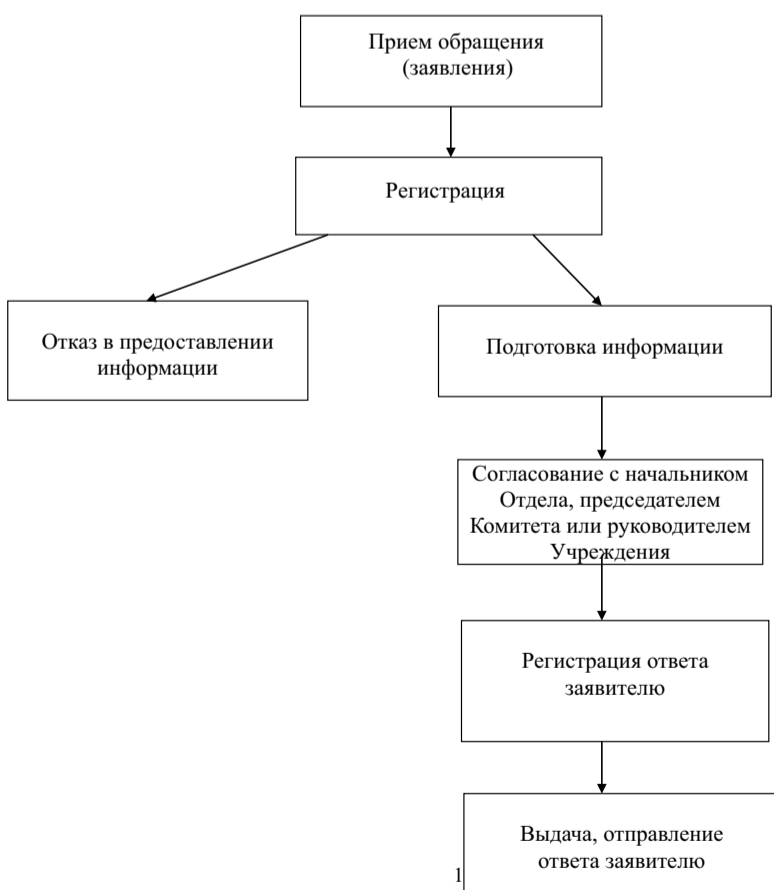 Прием обращения
(заявления)
Регистрация
Отказ в предоставлении
информации
Подготовка информации
Согласование с начальником
Отдела, председателем
Комитета или руководителем
Учреждения
Регистрация ответа
заявителю
Выдача, отправление
ответа заявителю
1